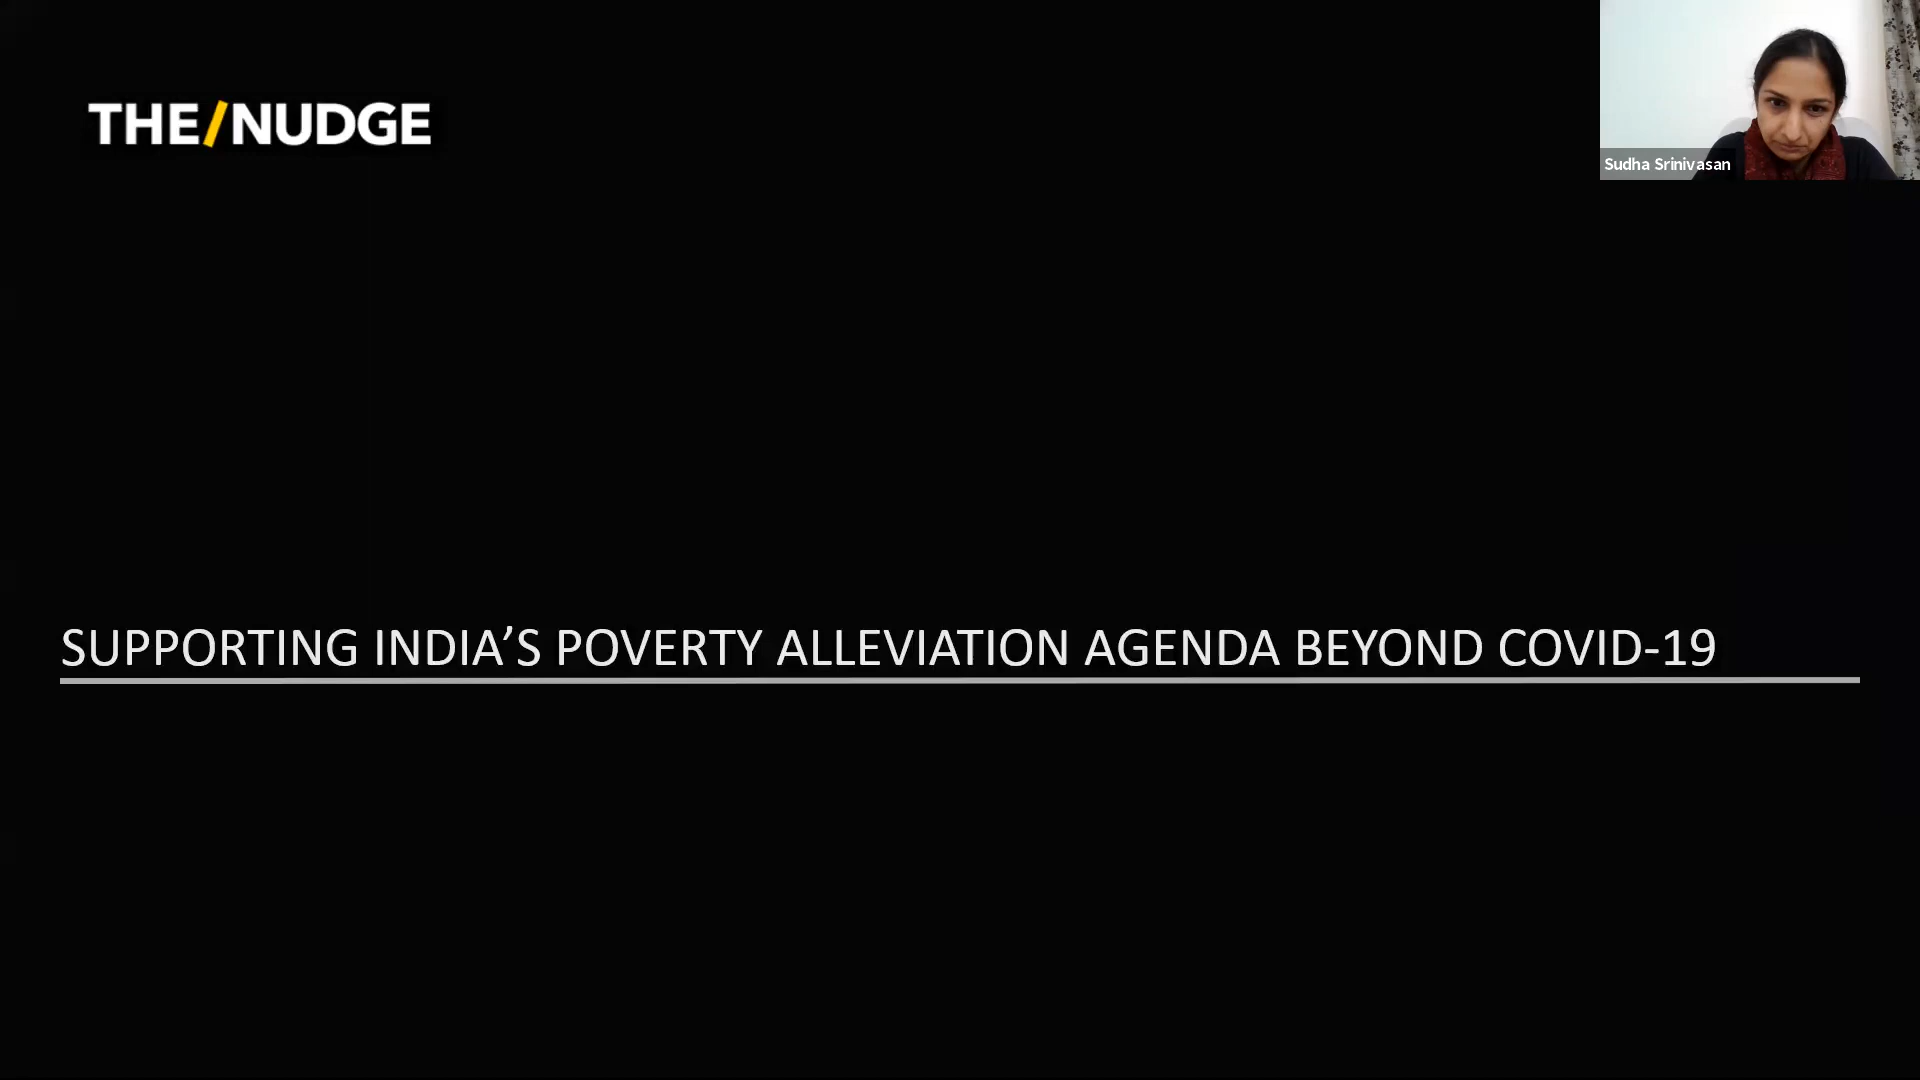 THE/NUDGE
Sudha Srinivasan
SUPPORTING INDIA’S POVERTY ALLEVIATION AGENDA BEYOND COVID-19